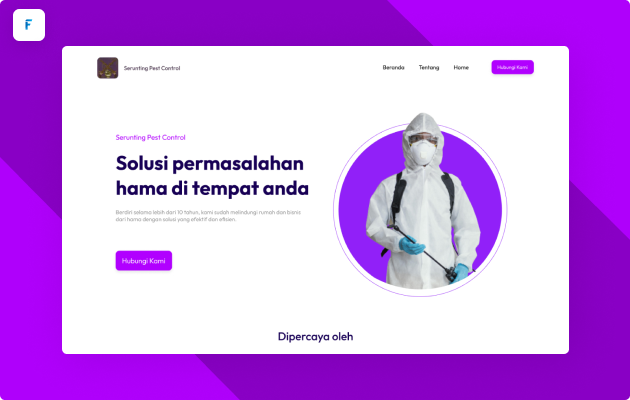 F
Serunting Pest Control
Beranda
Tentang
Home
Hubungi Kami
Serunting Pest Control
Solusi permasalahan
hama di tempat anda
Berdiri selama lebih dari 10 tahun, kami sudah melindungi rumah dan bisnis
dari hama dengan solusi yang efektif dan efisien.
Hubungi Kami
Dipercaya oleh